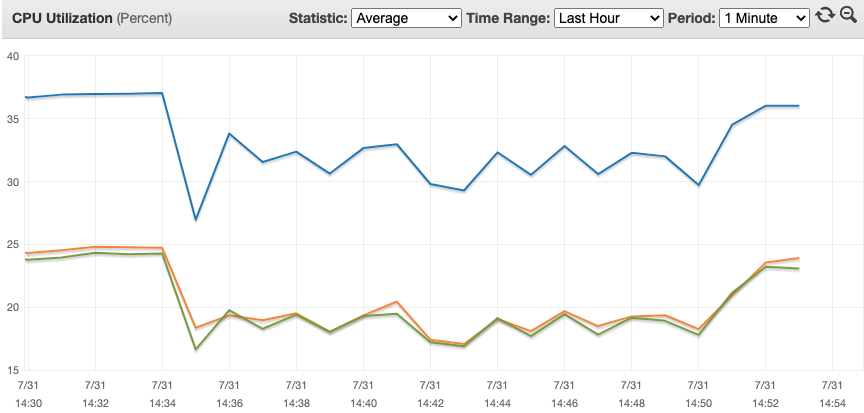 CPU Utilization (Percent) Statistic: Average Time Range: Last Hour Period: 1 Minute
40
35
30
25
20
15
7/31 7/31 7/31 7/31 7/31 7/31 7/31 7/31 7/31 7/31 7/31 7/31 7/31
14:30 14:32 14:34 14:36 14:38 14:40 14:42 14:44 14:46 14:48 14:50 14:52 14:54